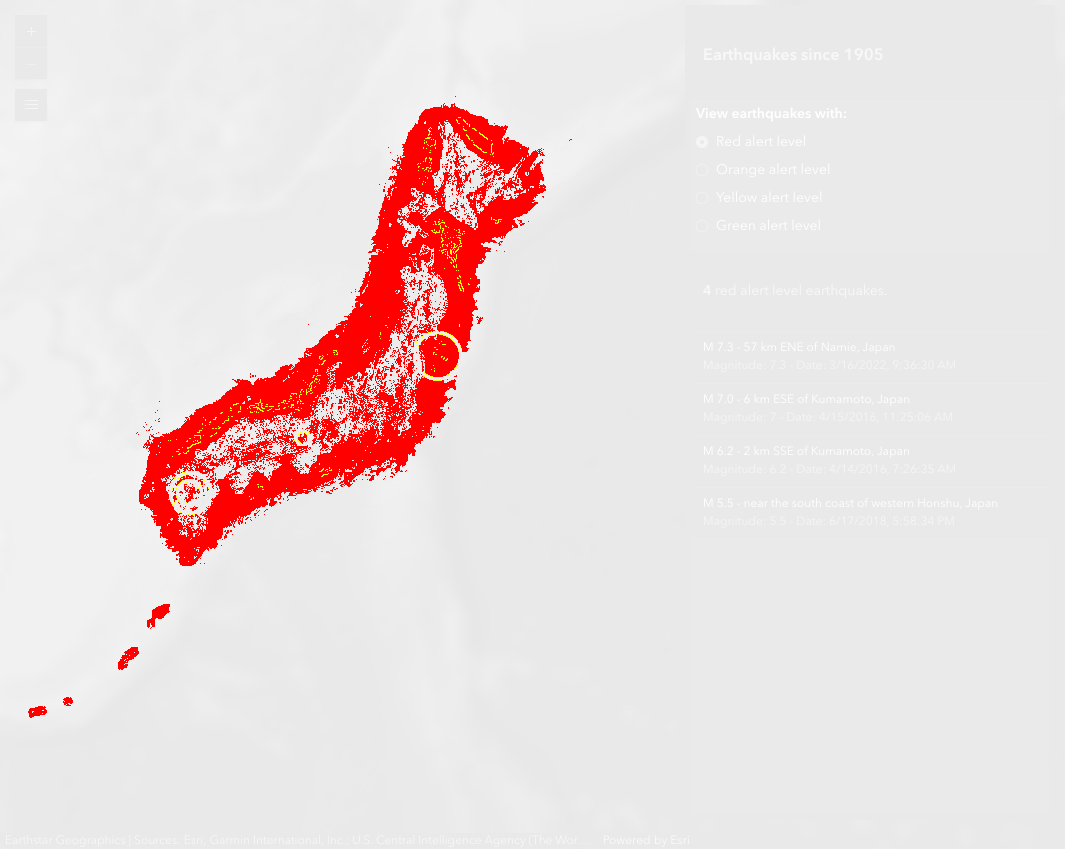 Earthquakes since 1905
View earthquakes with:
Red alert level
Orange alert level
Yellow alert level
Green alert level
4 red alert level earthquakes.
M 7.3 - 57 km ENE of Namie, Japan
Magnitude: 7.3 - Date: 3/16/2022, 9:36:30 AM
M 7.0 - 6 km ESE of Kumamoto, Japan
Magnitude: 7 - Date: 4/15/2016, 11:25:06 AM
M 6.2 - 2 km SSE of Kumamoto, Japan
Magnitude: 6.2 - Date: 4/14/2016, 7:26:35 AM
M 5.5 - near the south coast of western Honshu, Japan
Magnitude: 5.5 - Date: 6/17/2018, 5:58:34 PM
Earthstar Geographics | Sources: Esri, Garmin International, Inc., U.S. Central Intelligence Agency (The Wor... Powered by Esri